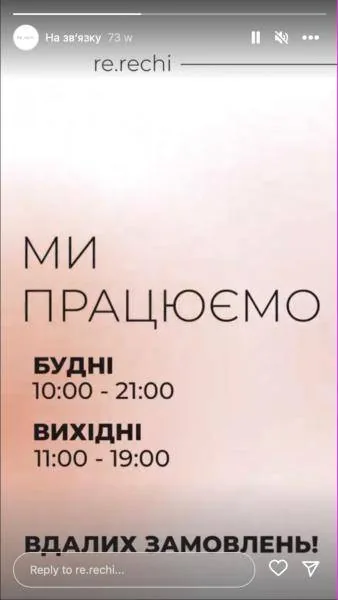 На зв'язку 73 w
re.rechi
МИ
ПРАЦЮЄМО
БУДНІ
10:00 - 21:00
ВИХІДНІ
11:00 - 19:00
ВДАЛИХ ЗАМОВЛЕНЬ!
Reply to re.rechi...